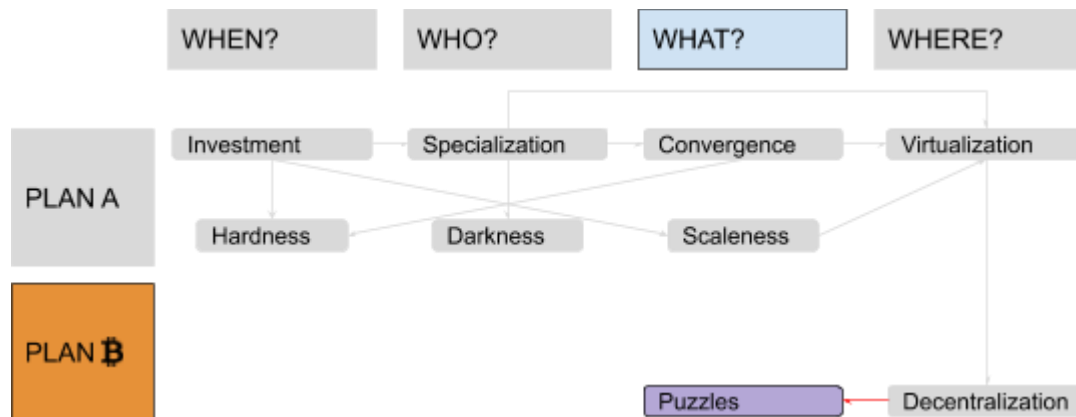 WHEN?
WHO?
WHAT?
WHERE?
PLAN A
Investment
Specialization
Convergence
Virtualization
Hardness
Darkness
Scaleness
PLAN ₿
Puzzles
Decentralization